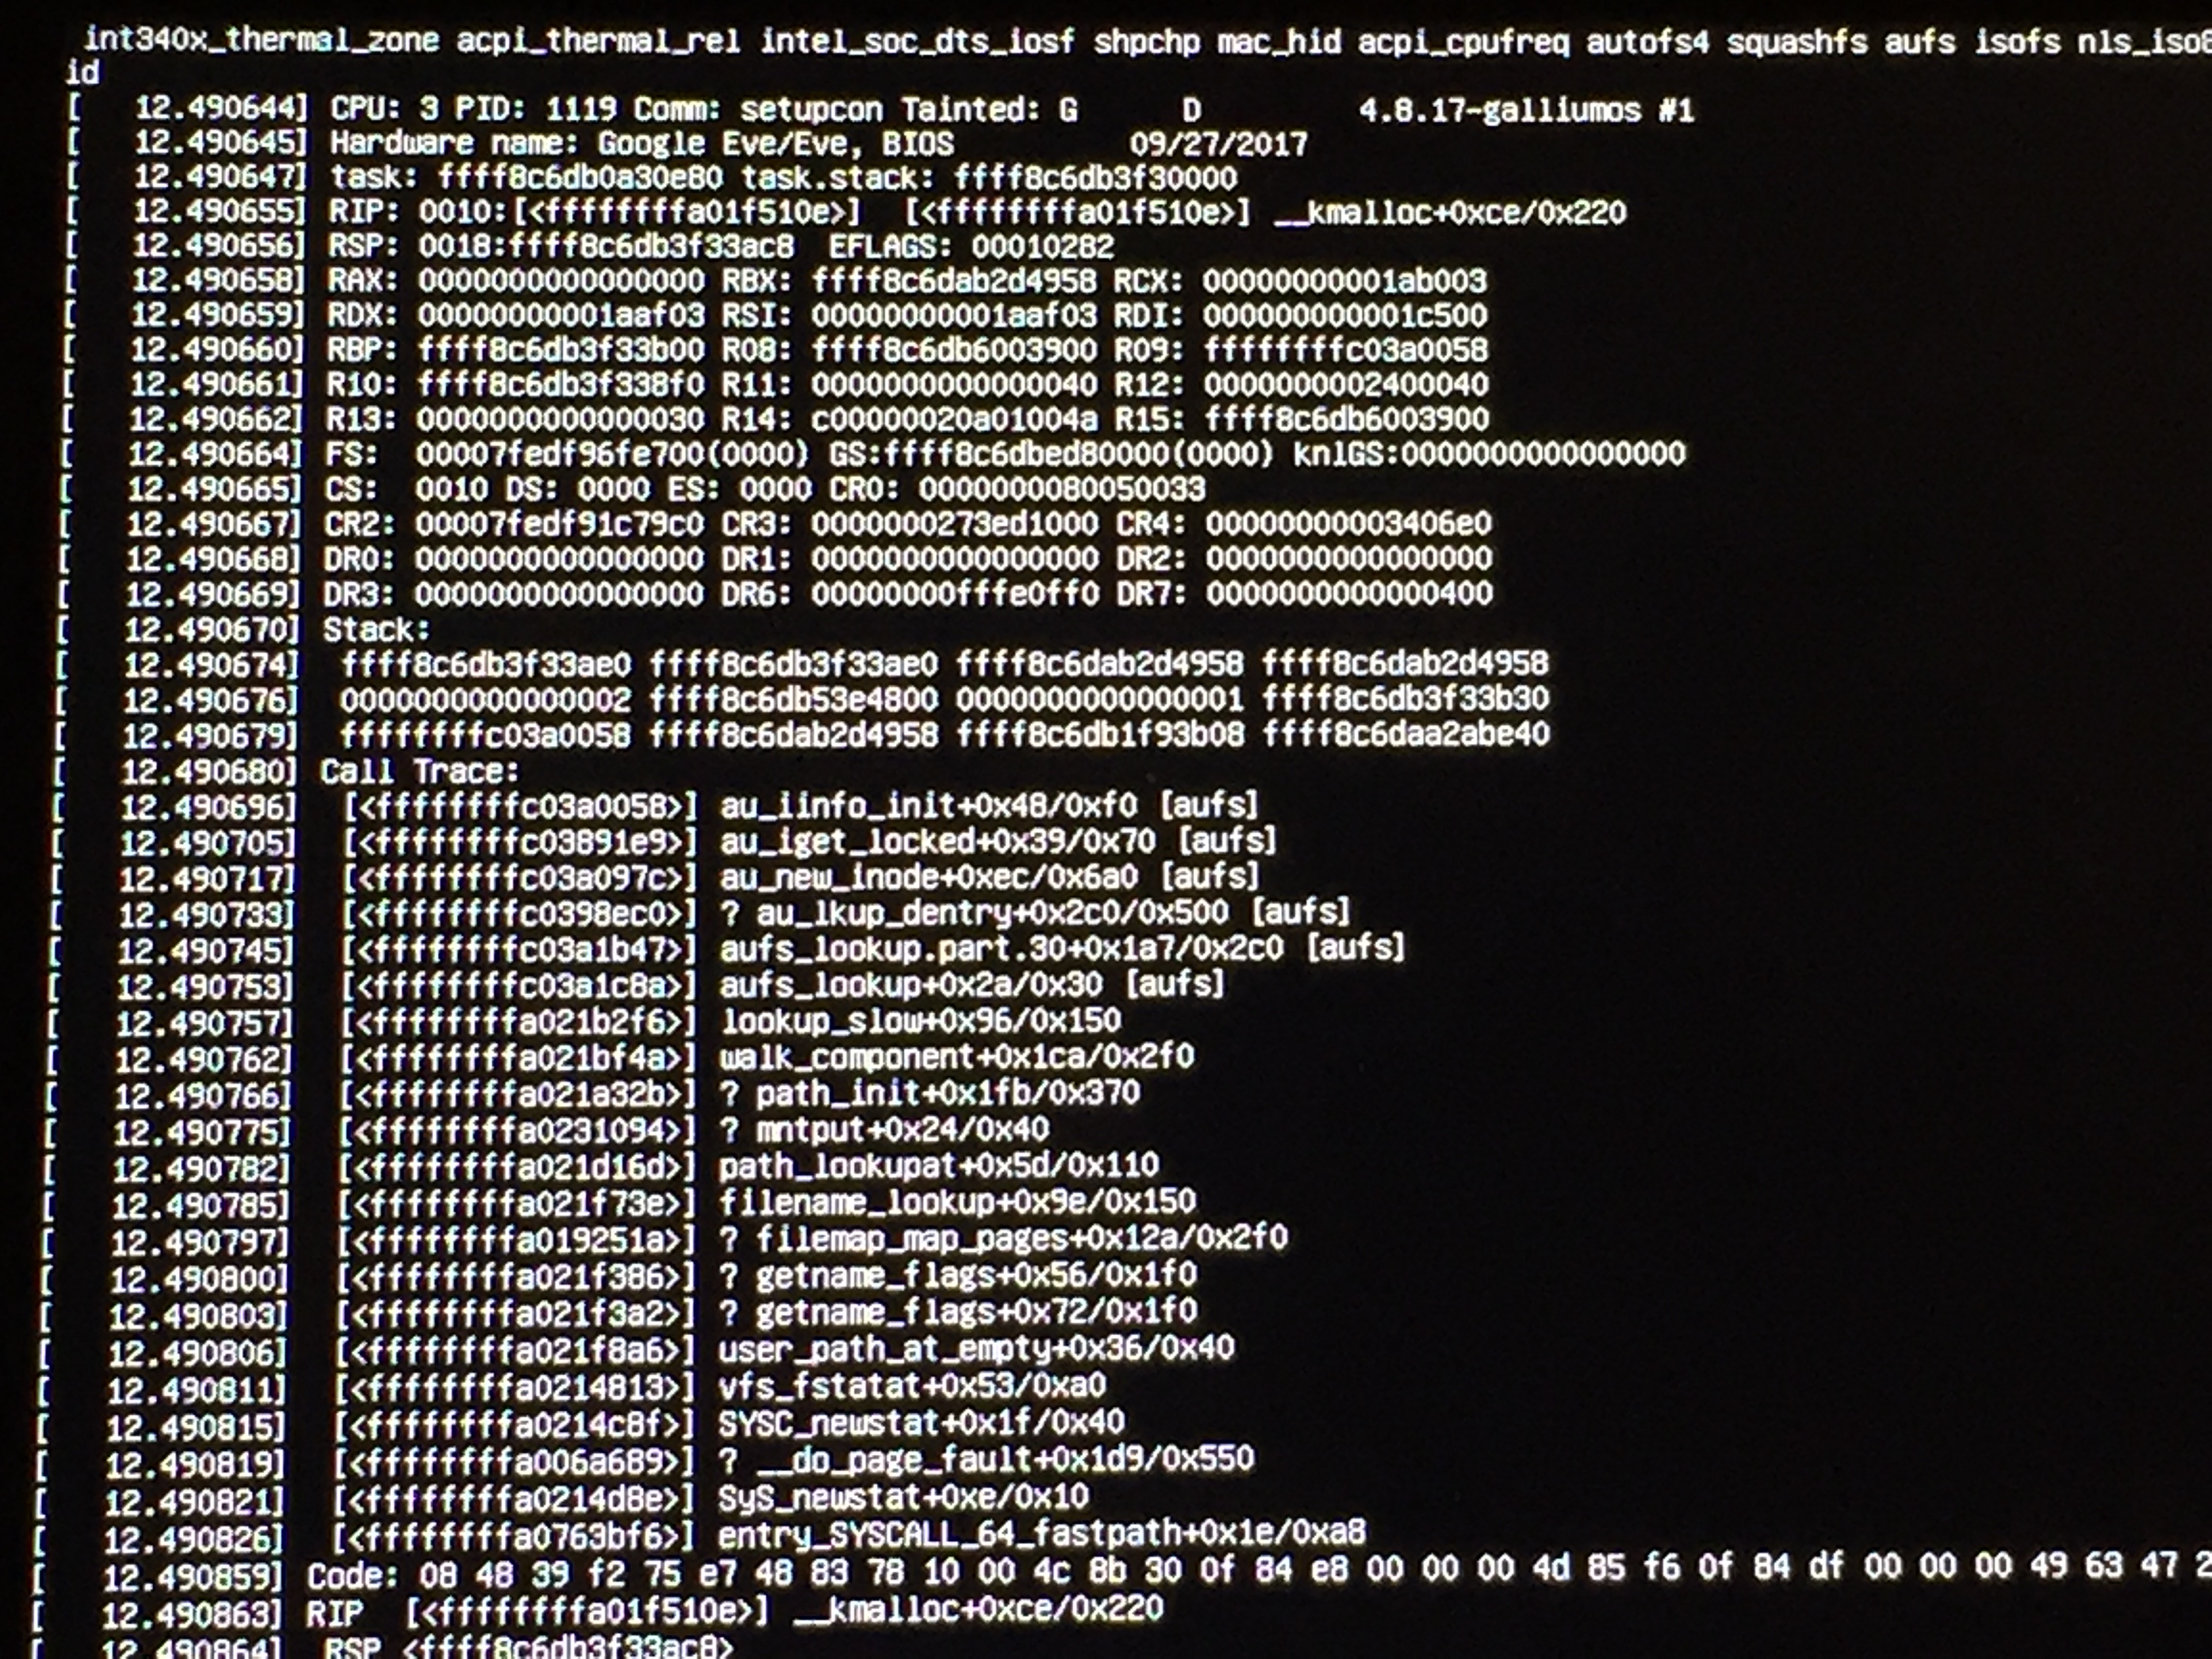 int340x_thermal_zone acpi_thermal_rel intel_soc_dts_iosf shpchp mac_hid acpi_cpufreq autofs4 squashfs aufs isofs nls_iso8
id
[   12.490644] CPU: 3 PID: 1119 Comm: setupcon Tainted: G      D         4.8.17-galliumos #1
[   12.490645] Hardware name: Google Eve/Eve, BIOS          09/27/2017
[   12.490647] task: ffff8c6db0a30e80 task.stack: ffff8c6db3f30000
[   12.490655] RIP: 0010:[<ffffffffa01f510e>]  [<ffffffffa01f510e>] __kmalloc+0xce/0x220
[   12.490656] RSP: 0018:ffff8c6db3f33ac8  EFLAGS: 00010282
[   12.490658] RAX: 0000000000000000 RBX: ffff8c6dab2d4958 RCX: 00000000001ab003
[   12.490659] RDX: 00000000001aaf03 RSI: 00000000001aaf03 RDI: 000000000001c500
[   12.490660] RBP: ffff8c6db3f33b00 R08: ffff8c6db6003900 R09: ffffffffc03a0058
[   12.490661] R10: ffff8c6db3f338f0 R11: 0000000000000040 R12: 0000000002400040
[   12.490662] R13: 0000000000000030 R14: c00000020a01004a R15: ffff8c6db6003900
[   12.490664] FS:  00007fedf96fe700(0000) GS:ffff8c6dbed80000(0000) knlGS:0000000000000000
[   12.490665] CS:  0010 DS: 0000 ES: 0000 CR0: 0000000080050033
[   12.490667] CR2: 00007fedf91c79c0 CR3: 0000000273ed1000 CR4: 00000000003406e0
[   12.490668] DR0: 0000000000000000 DR1: 0000000000000000 DR2: 0000000000000000
[   12.490669] DR3: 0000000000000000 DR6: 00000000fffe0ff0 DR7: 0000000000000400
[   12.490670] Stack:
[   12.490674]  ffff8c6db3f33ae0 ffff8c6db3f33ae0 ffff8c6dab2d4958 ffff8c6dab2d4958
[   12.490676]  0000000000000002 ffff8c6db53e4800 0000000000000001 ffff8c6db3f33b30
[   12.490679]  ffffffffc03a0058 ffff8c6dab2d4958 ffff8c6db1f93b08 ffff8c6daa2abe40
[   12.490680] Call Trace:
[   12.490696]  [<ffffffffc03a0058>] au_iinfo_init+0x48/0xf0 [aufs]
[   12.490705]  [<ffffffffc03891e9>] au_iget_locked+0x39/0x70 [aufs]
[   12.490717]  [<ffffffffc03a097c>] au_new_inode+0xec/0x6a0 [aufs]
[   12.490733]  [<ffffffffc0398ec0>] ? au_lkup_dentry+0x2c0/0x500 [aufs]
[   12.490745]  [<ffffffffc03a1b47>] aufs_lookup.part.30+0x1a7/0x2c0 [aufs]
[   12.490753]  [<ffffffffc03a1c8a>] aufs_lookup+0x2a/0x30 [aufs]
[   12.490757]  [<ffffffffa021b2f6>] lookup_slow+0x96/0x150
[   12.490762]  [<ffffffffa021bf4a>] walk_component+0x1ca/0x2f0
[   12.490766]  [<ffffffffa021a32b>] ? path_init+0x1fb/0x370
[   12.490775]  [<ffffffffa0231094>] ? mntput+0x24/0x40
[   12.490782]  [<ffffffffa021d16d>] path_lookupat+0x5d/0x110
[   12.490785]  [<ffffffffa021f73e>] filename_lookup+0x9e/0x150
[   12.490797]  [<ffffffffa019251a>] ? filemap_map_pages+0x12a/0x2f0
[   12.490800]  [<ffffffffa021f386>] ? getname_flags+0x56/0x1f0
[   12.490803]  [<ffffffffa021f3a2>] ? getname_flags+0x72/0x1f0
[   12.490806]  [<ffffffffa021f8a6>] user_path_at_empty+0x36/0x40
[   12.490811]  [<ffffffffa0214813>] vfs_fstatat+0x53/0xa0
[   12.490815]  [<ffffffffa0214c8f>] SYSC_newstat+0x1f/0x40
[   12.490819]  [<ffffffffa006a689>] ? __do_page_fault+0x1d9/0x550
[   12.490821]  [<ffffffffa0214d8e>] SyS_newstat+0xe/0x10
[   12.490826]  [<ffffffffa0763bf6>] entry_SYSCALL_64_fastpath+0x1e/0xa8
[   12.490859] Code: 08 48 39 f2 75 e7 48 83 78 10 00 4c 8b 30 0f 84 e8 00 00 00 4d 85 f6 0f 84 df 00 00 00 49 63 47 2
[   12.490863] RIP  [<ffffffffa01f510e>] __kmalloc+0xce/0x220
[   12.490864]  RSP <ffff8c6db3f33ac8>